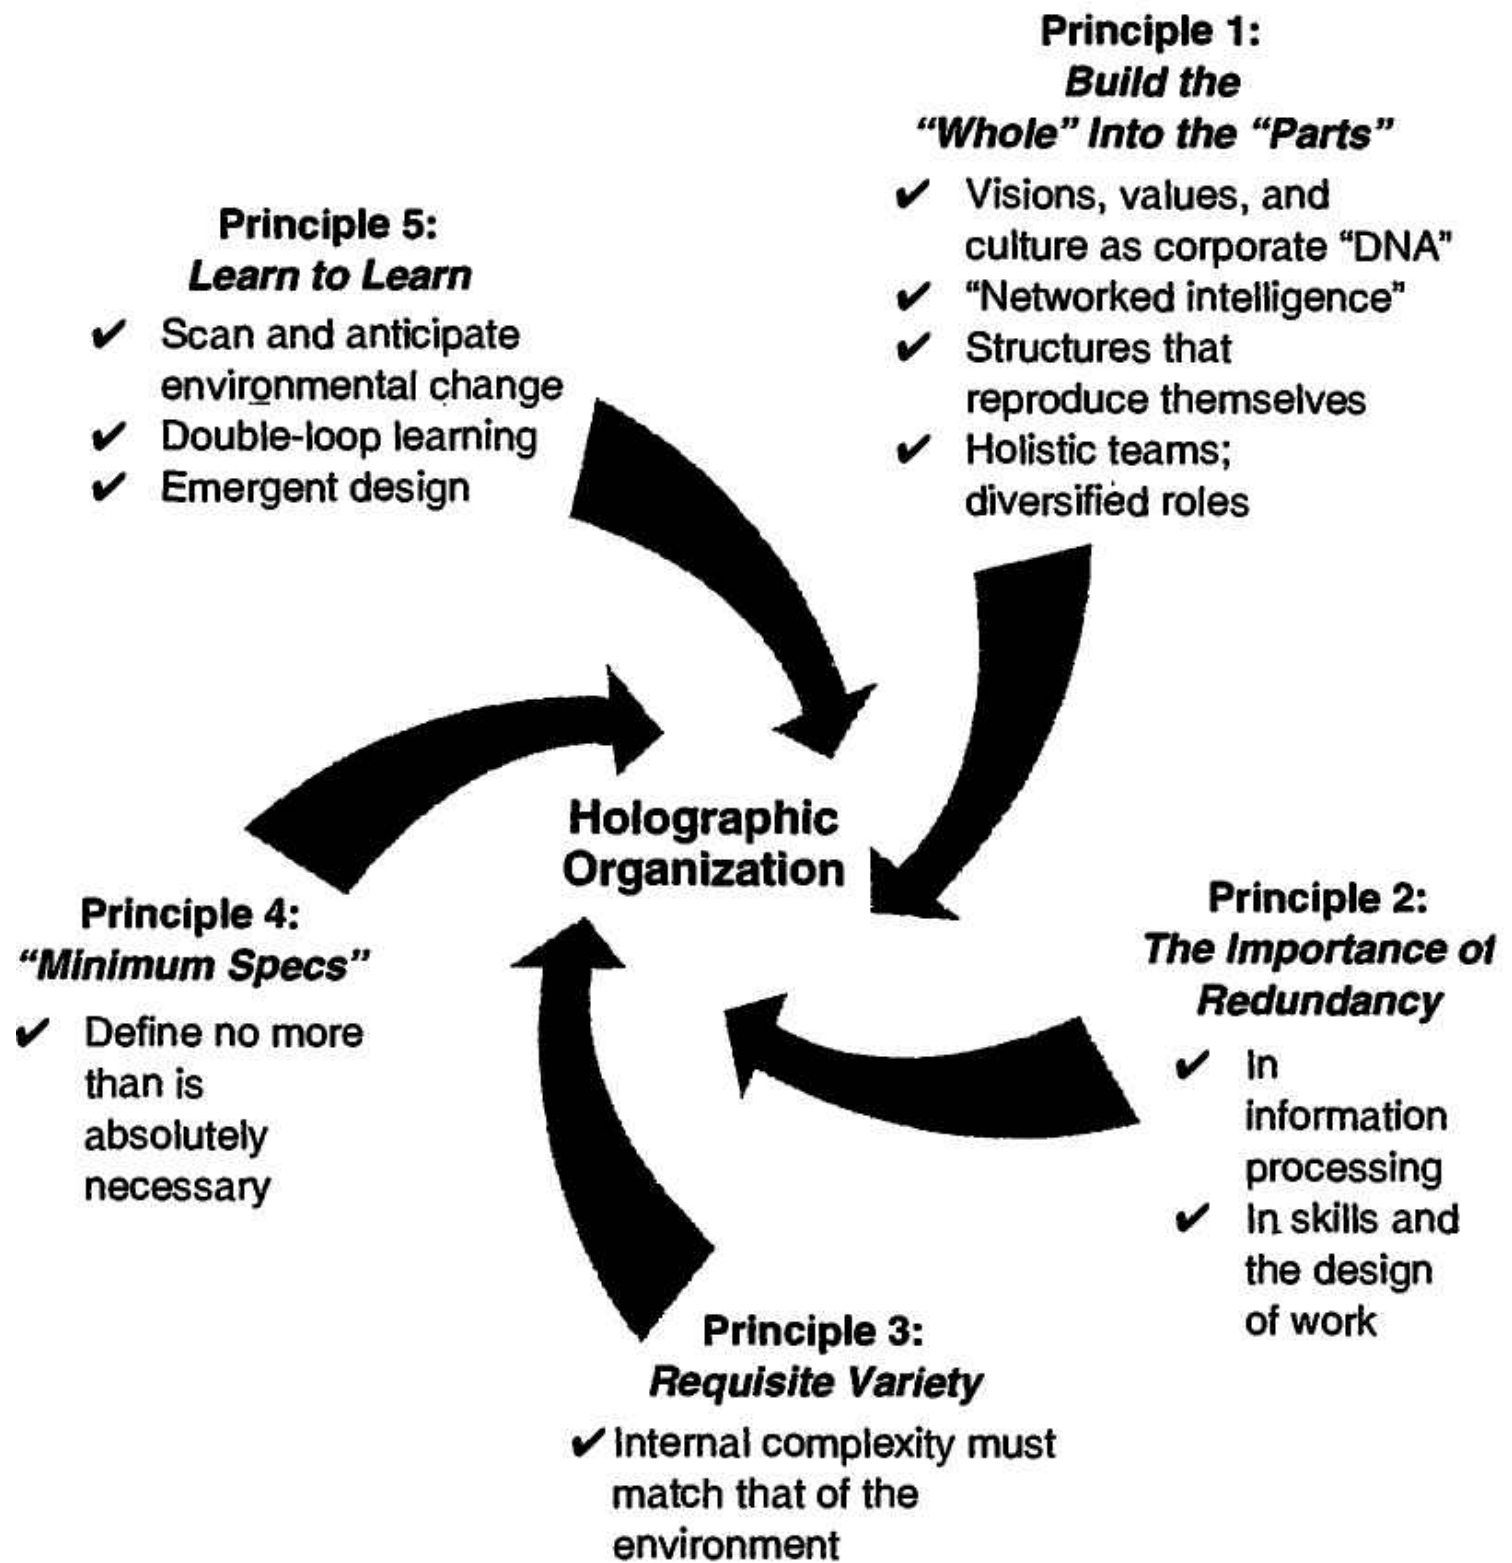 Principle 1:
Build the
“Whole” Into the “Parts”
✔ Visions, values, and
culture as corporate “DNA”
✔ “Networked intelligence”
✔ Structures that
reproduce themselves
✔ Holistic teams;
diversified roles
Principle 5:
Learn to Learn
✔ Scan and anticipate
environmental change
✔ Double-loop learning
✔ Emergent design
Holographic
Organization
Principle 2:
The Importance of
Redundancy
✔ In
information
processing
✔ In skills and
the design
of work
Principle 4:
“Minimum Specs”
✔ Define no more
than is
absolutely
necessary
Principle 3:
Requisite Variety
✔ Internal complexity must
match that of the
environment